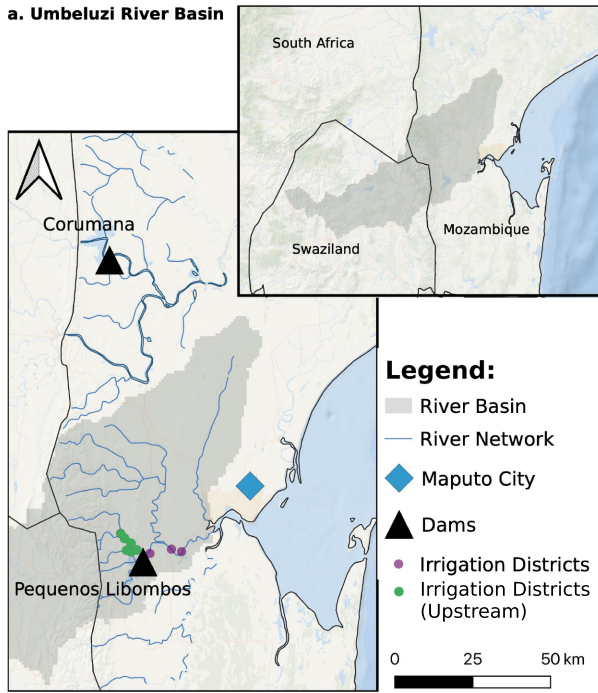 a. Umbeluzi River Basin
South Africa
Swaziland
Mozambique
Corumana
Pequenos Libombos
Legend:
River Basin
River Network
Maputo City
Dams
Irrigation Districts
Irrigation Districts
(Upstream)
0 25 50 km